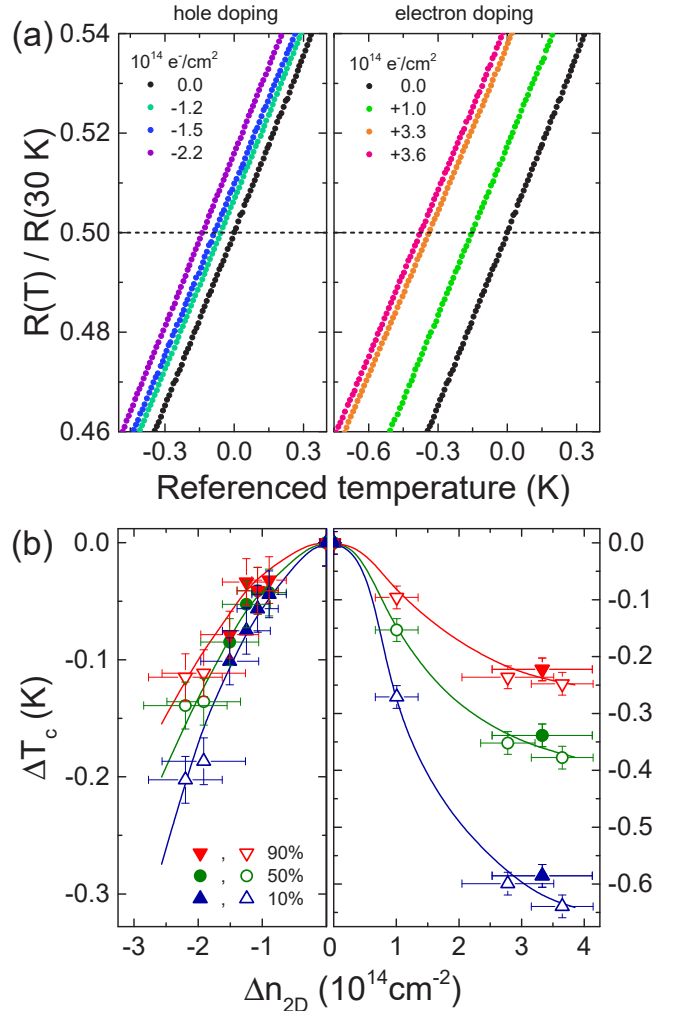 hole doping
electron doping
(a)
0.54
0.52
0.50
0.48
0.46
R(T) / R(30 K)
10¹⁴ e⁻/cm²
0.0
-1.2
-1.5
-2.2
10¹⁴ e⁻/cm²
0.0
+1.0
+3.3
+3.6
-0.3 0.0 0.3
-0.6 -0.3 0.0 0.3
Referenced temperature (K)
(b)
0.0
-0.1
-0.2
-0.3
ΔT_c (K)
0.0
-0.1
-0.2
-0.3
-0.4
-0.5
-0.6
▼ , ▽ 90%
● , ○ 50%
▲ , △ 10%
-3 -2 -1
0 1 2 3 4
Δn_2D (10¹⁴cm⁻²)